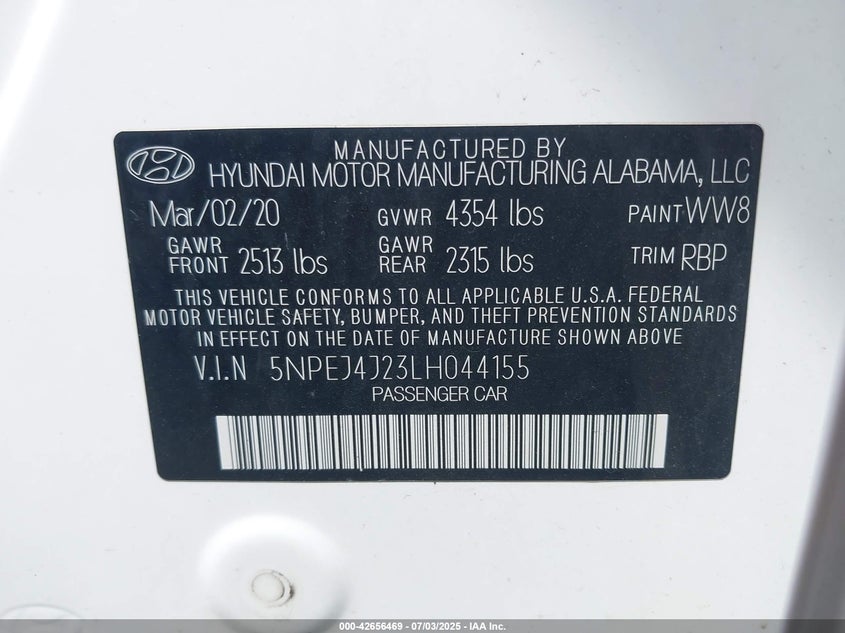 MANUFACTURED BY
HYUNDAI MOTOR MANUFACTURING ALABAMA, LLC
Mar/02/20 GVWR 4354 lbs PAINT WW8
GAWR FRONT 2513 lbs GAWR REAR 2315 lbs TRIM RBP
THIS VEHICLE CONFORMS TO ALL APPLICABLE U.S.A. FEDERAL
MOTOR VEHICLE SAFETY, BUMPER, AND THEFT PREVENTION STANDARDS
IN EFFECT ON THE DATE OF MANUFACTURE SHOWN ABOVE
V.I.N 5NPEJ4J23LH044155
PASSENGER CAR
000-42656469 - 07/03/2025 - IAA Inc.